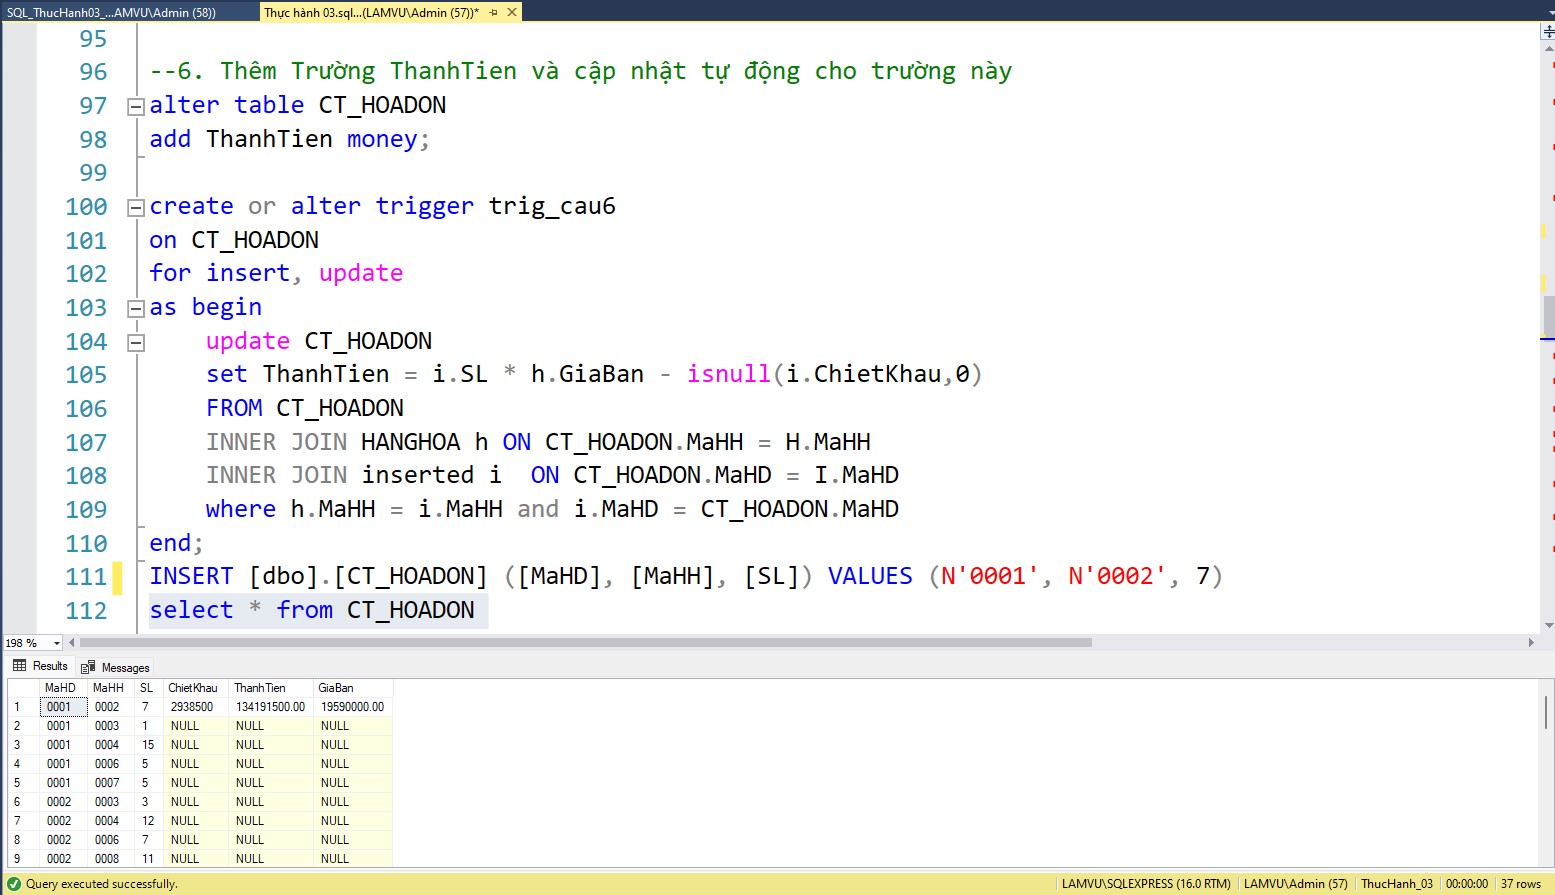 SQL_ThucHanh03_...AMVU\Admin (58))
Thực hành 03.sql...(LAMVU\Admin (57))*
95
96 --6. Thêm Trường ThanhTien và cập nhật tự động cho trường này
97 alter table CT_HOADON
98 add ThanhTien money;
99
100 create or alter trigger trig_cau6
101 on CT_HOADON
102 for insert, update
103 as begin
104 update CT_HOADON
105 set ThanhTien = i.SL * h.GiaBan - isnull(i.ChietKhau,0)
106 FROM CT_HOADON
107 INNER JOIN HANGHOA h ON CT_HOADON.MaHH = H.MaHH
108 INNER JOIN inserted i  ON CT_HOADON.MaHD = I.MaHD
109 where h.MaHH = i.MaHH and i.MaHD = CT_HOADON.MaHD
110 end;
111 INSERT [dbo].[CT_HOADON] ([MaHD], [MaHH], [SL]) VALUES (N'0001', N'0002', 7)
112 select * from CT_HOADON
198 %
Results Messages
MaHD MaHH SL ChietKhau ThanhTien GiaBan
1 0001 0002 7 2938500 134191500.00 19590000.00
2 0001 0003 1 NULL NULL NULL
3 0001 0004 15 NULL NULL NULL
4 0001 0006 5 NULL NULL NULL
5 0001 0007 5 NULL NULL NULL
6 0002 0003 3 NULL NULL NULL
7 0002 0004 12 NULL NULL NULL
8 0002 0006 7 NULL NULL NULL
9 0002 0008 11 NULL NULL NULL
Query executed successfully. LAMVU\SQLEXPRESS (16.0 RTM) LAMVU\Admin (57) ThucHanh_03 00:00:00 37 rows